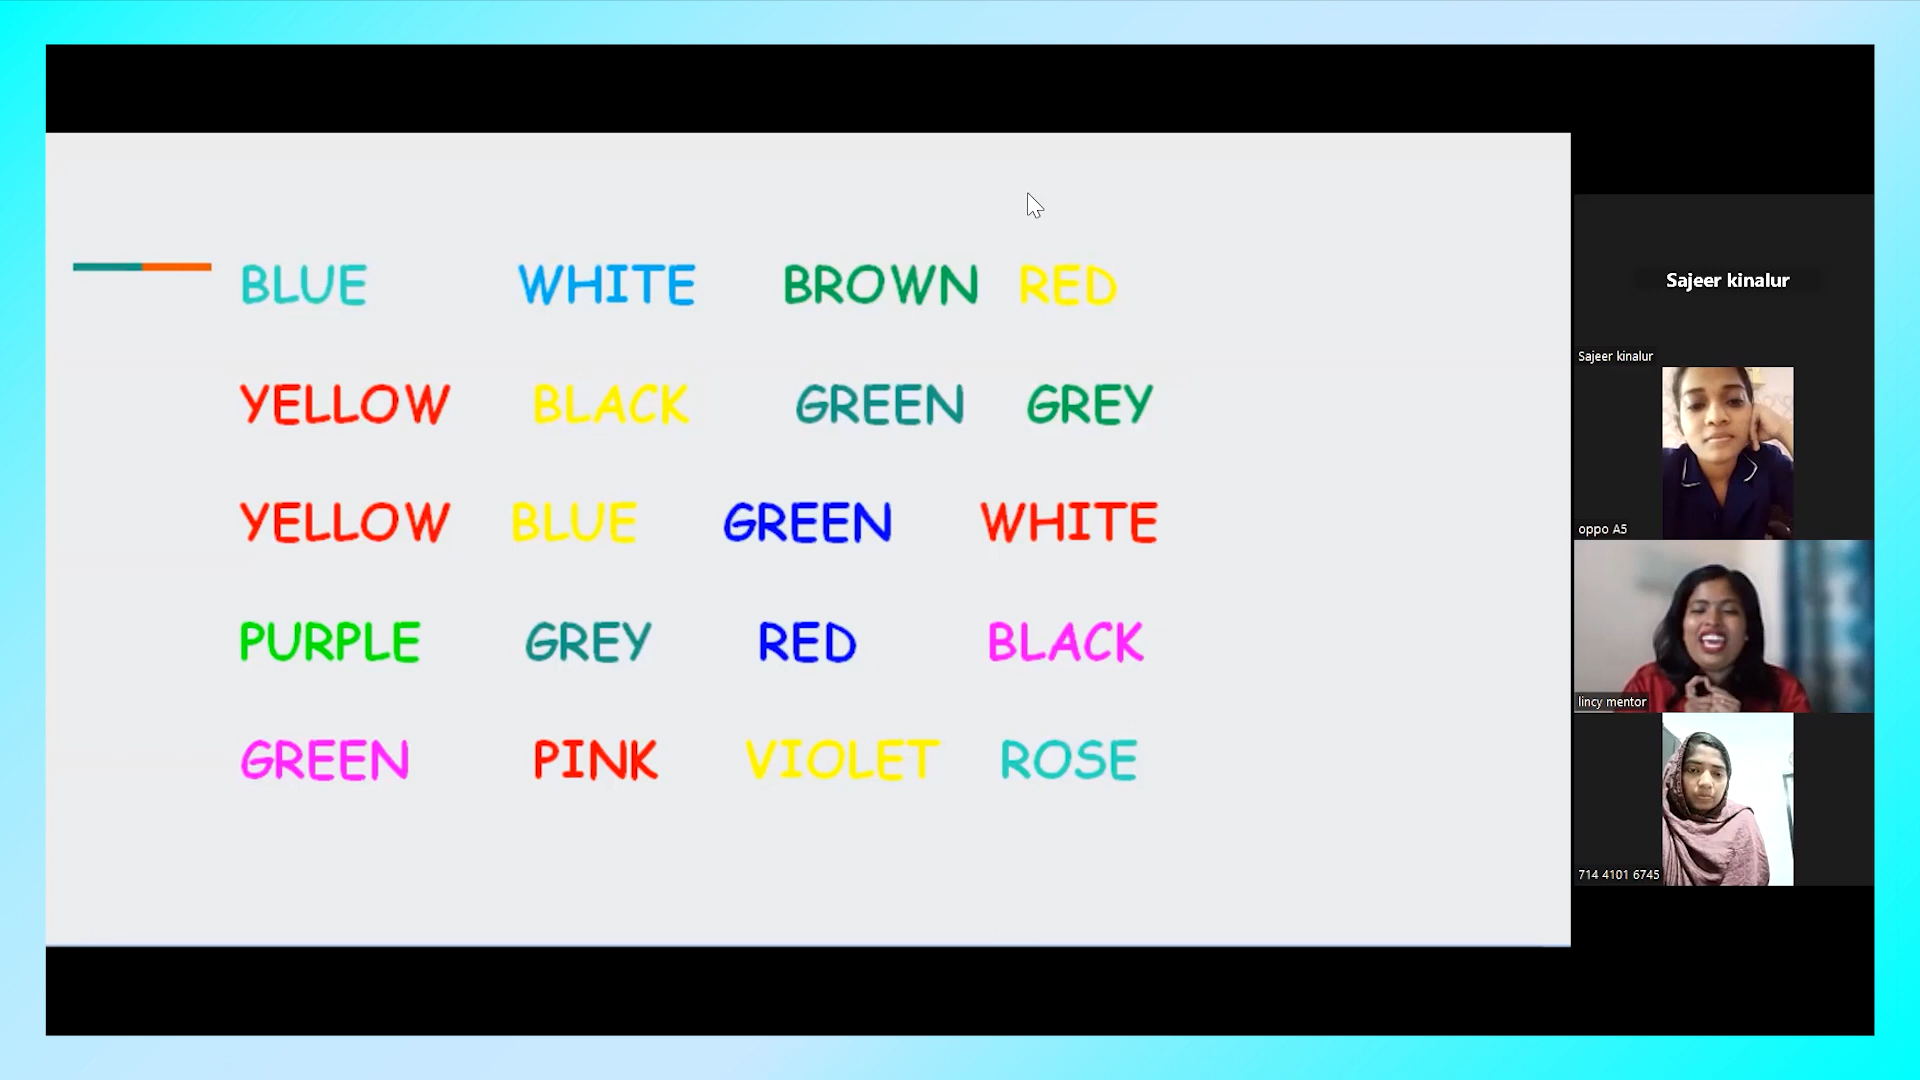 BLUE WHITE BROWN RED
YELLOW BLACK GREEN GREY
YELLOW BLUE GREEN WHITE
PURPLE GREY RED BLACK
GREEN PINK VIOLET ROSE
Sajeer kinalur
Sajeer kinalur
oppo A5
lincy mentor
714 4101 6745